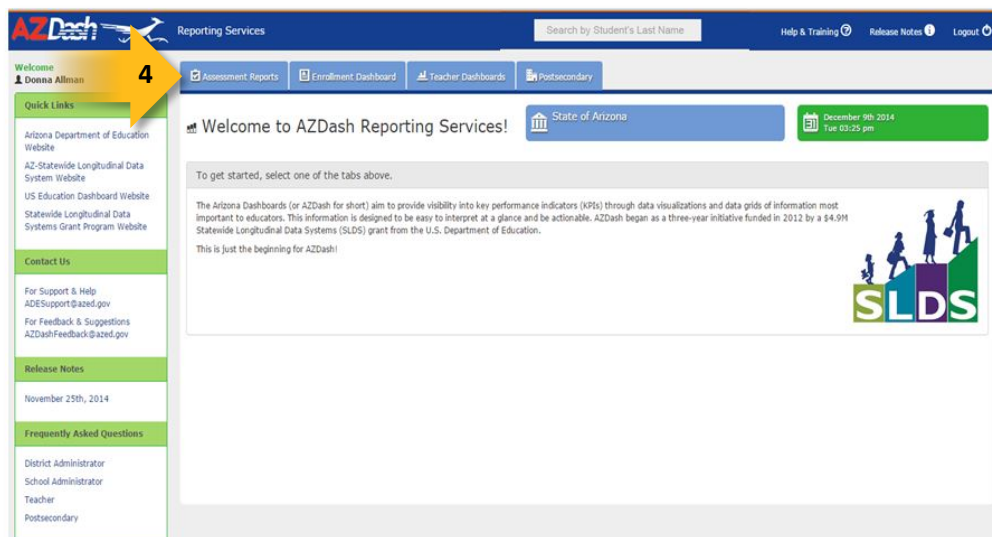 AZDash
Reporting Services
Search by Student's Last Name
Help & Training
Release Notes
Logout
Welcome
Donna Allman
4
Assessment Reports
Enrollment Dashboard
Teacher Dashboards
Postsecondary
Quick Links
Arizona Department of Education
Website
AZ-Statewide Longitudinal Data
System Website
US Education Dashboard Website
Statewide Longitudinal Data
Systems Grant Program Website
Contact Us
For Support & Help
ADESupport@azed.gov
For Feedback & Suggestions
AZDashFeedback@azed.gov
Release Notes
November 25th, 2014
Frequently Asked Questions
District Administrator
School Administrator
Teacher
Postsecondary
Welcome to AZDash Reporting Services!
State of Arizona
31
December 9th 2014
Tue 03:25 pm
To get started, select one of the tabs above.
The Arizona Dashboards (or AZDash for short) aim to provide visibility into key performance indicators (KPIs) through data visualizations and data grids of information most
important to educators. This information is designed to be easy to interpret at a glance and be actionable. AZDash began as a three-year initiative funded in 2012 by a $4.9M
Statewide Longitudinal Data Systems (SLDS) grant from the U.S. Department of Education.
This is just the beginning for AZDash!
SLDS